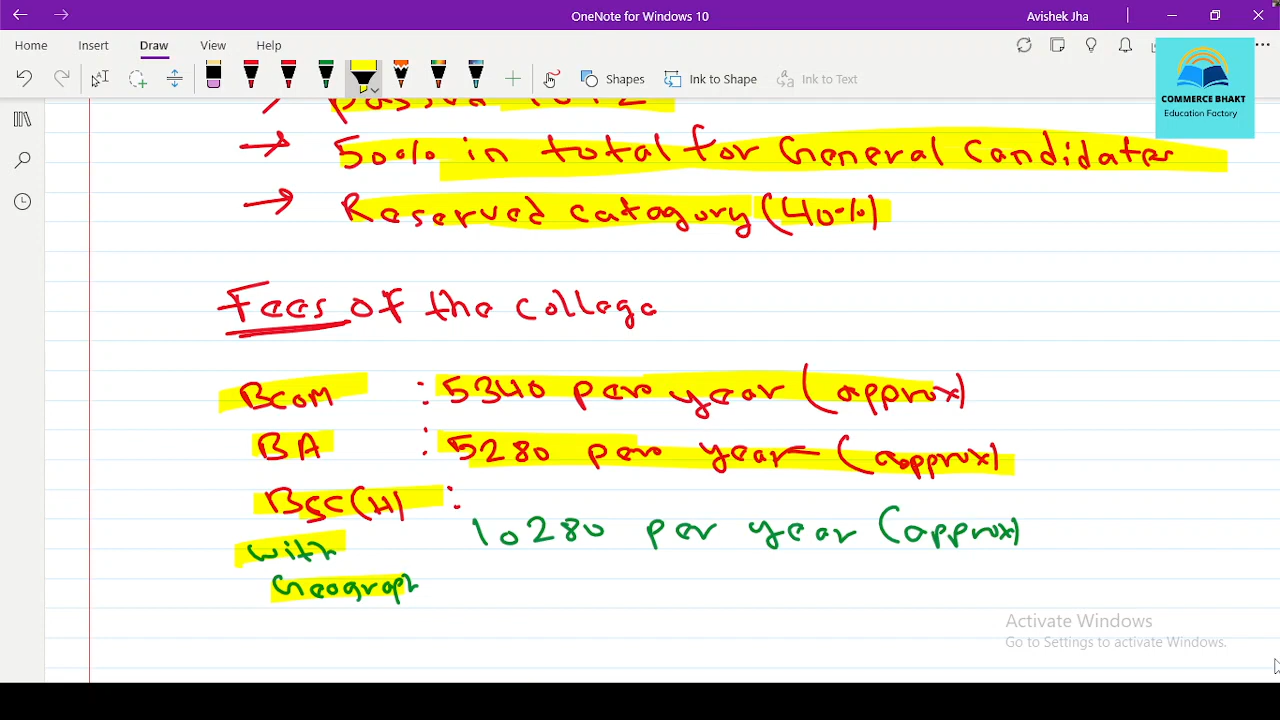 OneNote for Windows 10
Avishek Jha
Home Insert Draw View Help
Shapes Ink to Shape Ink to Text
COMMERCE BHAKT
Education Factory
→ 50% in total for General Candidates
→ Reserved catagory (40%)
Fees of the college
BCOM : 5340 per year (approx)
BA : 5280 per year (approx)
BSC(H) :
10280 per year (approx)
with
Geograph
Activate Windows
Go to Settings to activate Windows.